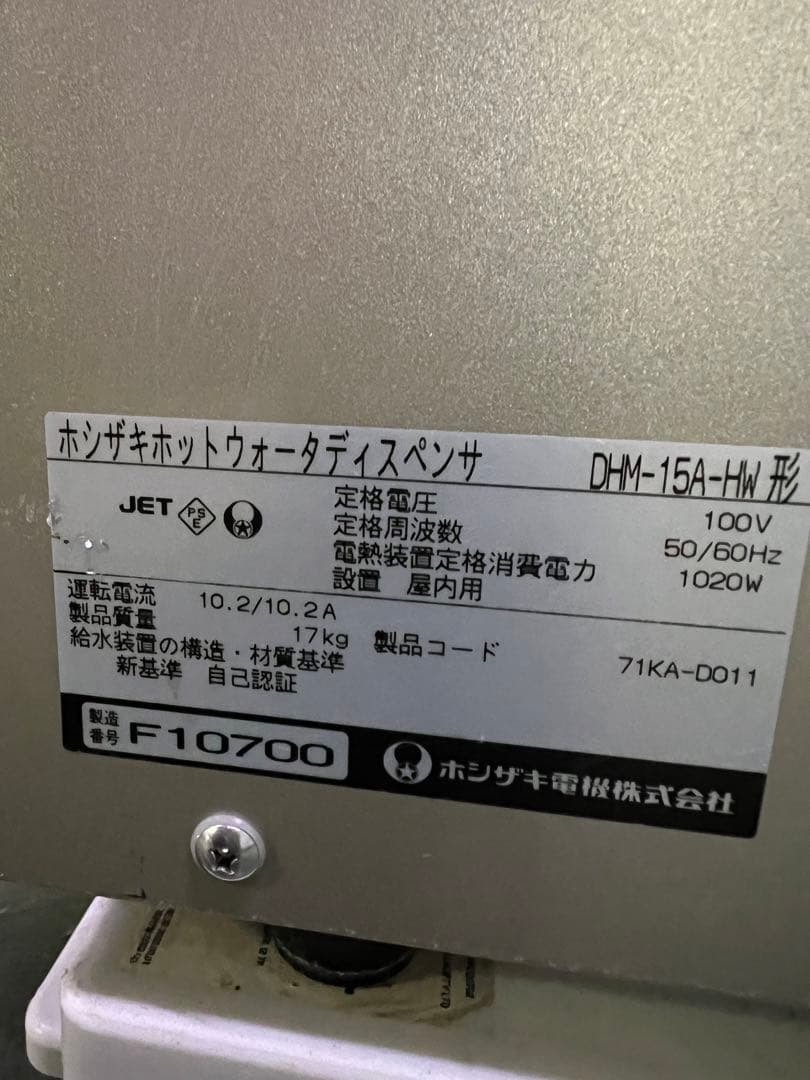 ホシザキホットウォータディスペンサ DHM-15A-HW 形
JET PSE
定格電圧 100V
定格周波数 50/60Hz
電熱装置定格消費電力 1020W
設置 屋内用
運転電流 10.2/10.2A
製品質量 17kg 製品コード 71KA-D011
給水装置の構造・材質基準
新基準 自己認証
製造番号 F10700 ホシザキ電機株式会社